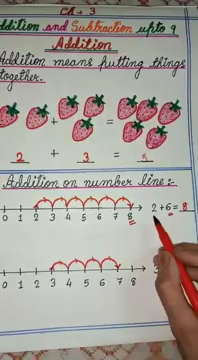 CH - 3
Addition and Subtraction upto 9
Addition
Addition means putting things together.
+ =
2 + 3 = 5
Addition on number line:-
0 1 2 3 4 5 6 7 8
2+6=8
0 1 2 3 4 5 6 7 8
3